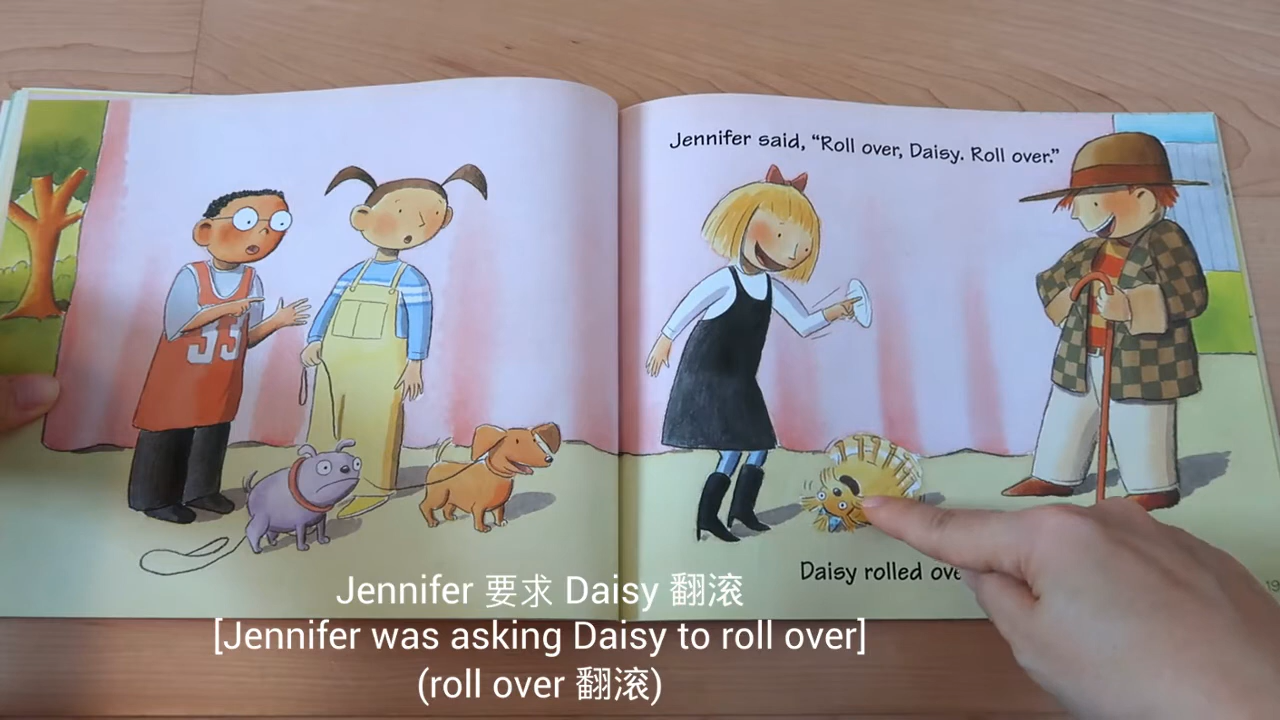 Jennifer said, “Roll over, Daisy. Roll over.”
33
Daisy rolled
19
Jennifer 要求 Daisy 翻滚
[Jennifer was asking Daisy to roll over]
(roll over 翻滚)